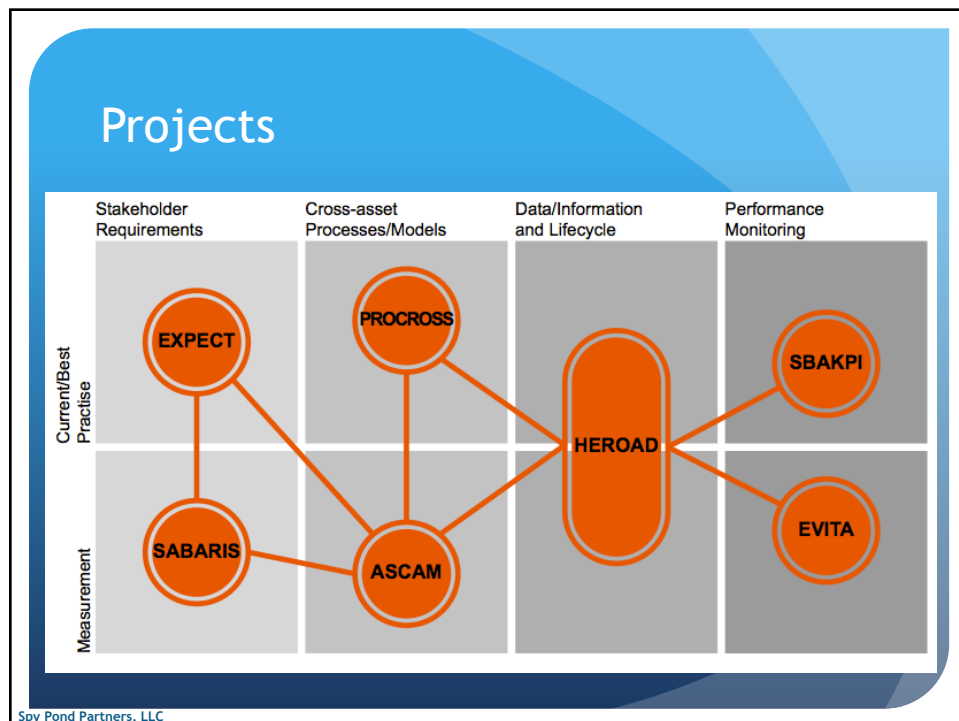 Projects
Stakeholder
Requirements
Cross-asset
Processes/Models
Data/Information
and Lifecycle
Performance
Monitoring
Current/Best
Practise
EXPECT
PROCROSS
HEROAD
SBAKPI
Measurement
SABARIS
ASCAM
EVITA
Spy Pond Partners, LLC